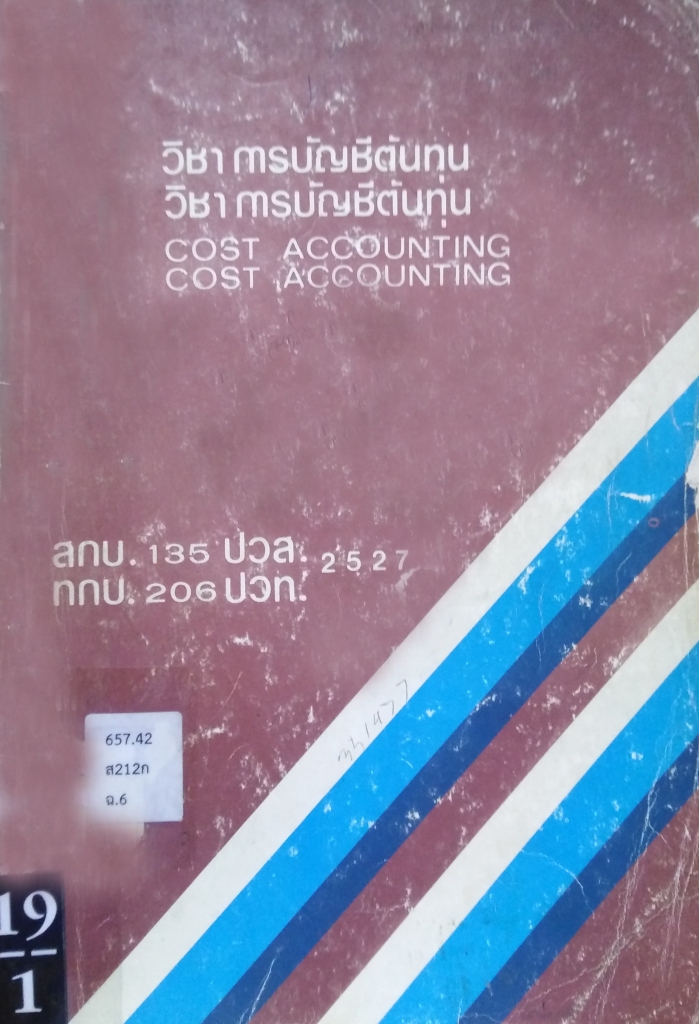 วิชา การบัญชีต้นทุน
วิชา การบัญชีต้นทุน
COST ACCOUNTING
COST ACCOUNTING
สกบ. 135 ปวส. 2527
ทกบ. 206 ปวท.
1477
657.42
ส212ก
ฉ.6
19
1